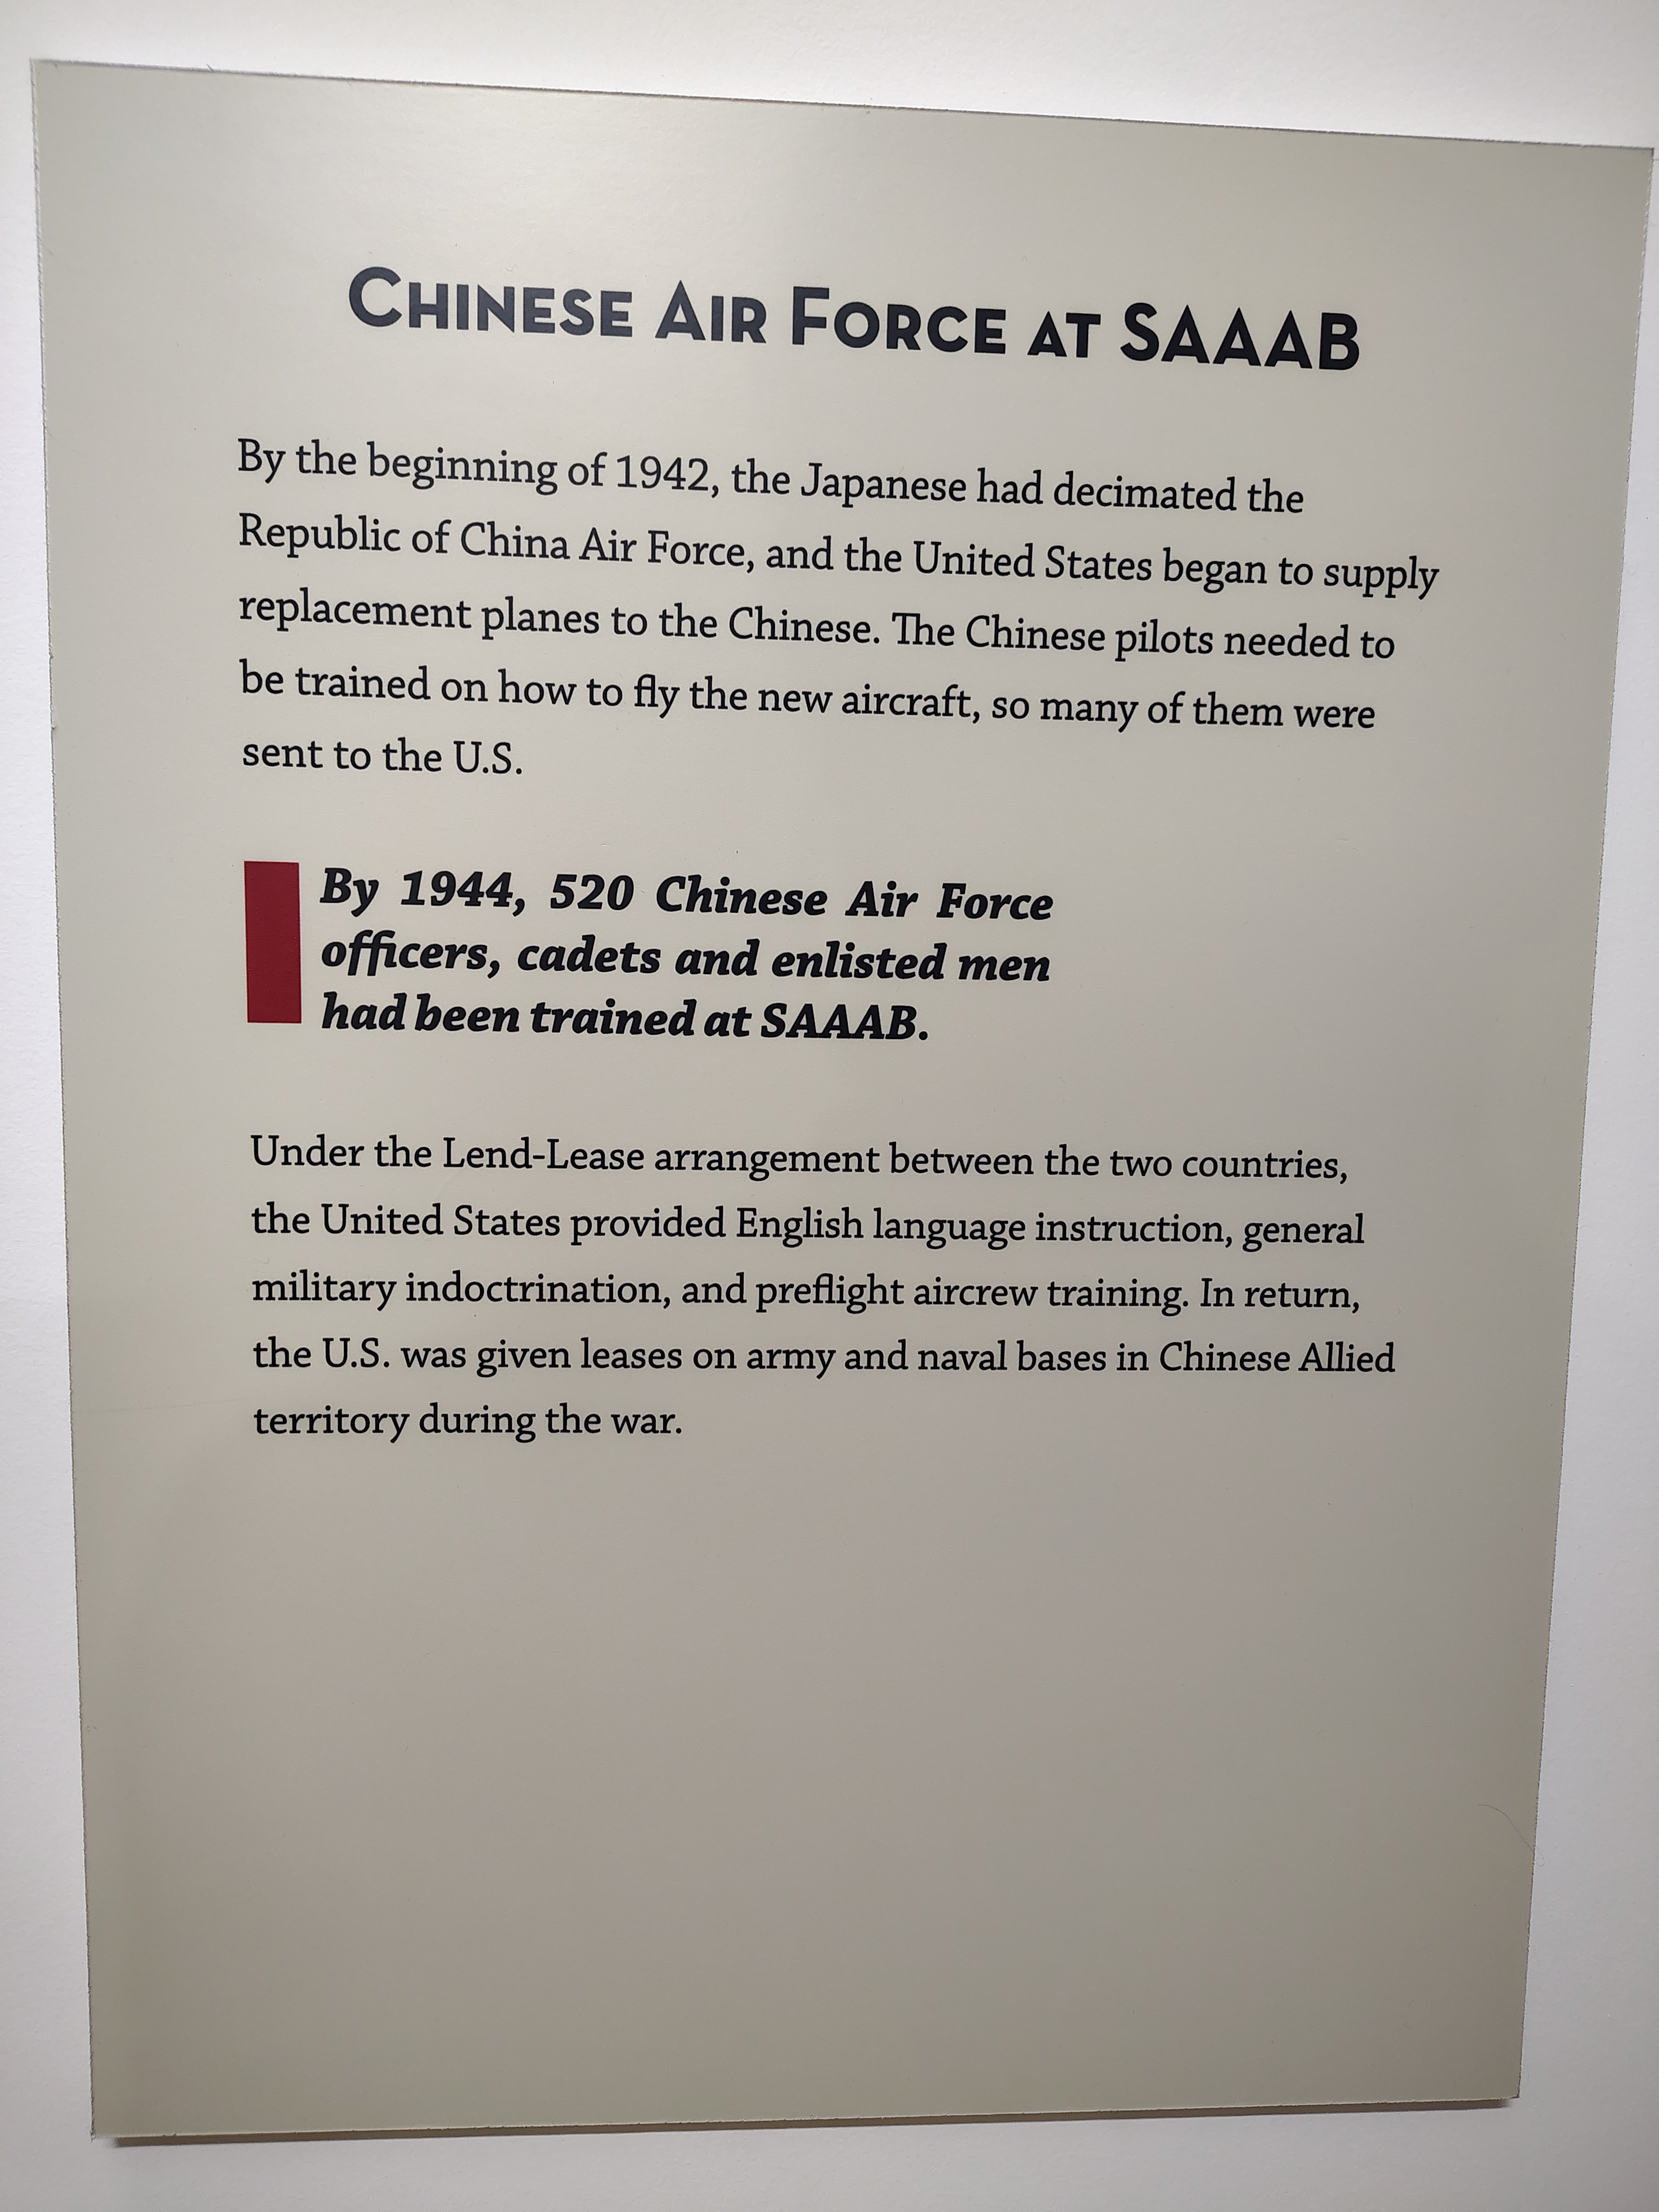 CHINESE AIR FORCE AT SAAAB
By the beginning of 1942, the Japanese had decimated the
Republic of China Air Force, and the United States began to supply
replacement planes to the Chinese. The Chinese pilots needed to
be trained on how to fly the new aircraft, so many of them were
sent to the U.S.
By 1944, 520 Chinese Air Force
officers, cadets and enlisted men
had been trained at SAAAB.
Under the Lend-Lease arrangement between the two countries,
the United States provided English language instruction, general
military indoctrination, and preflight aircrew training. In return,
the U.S. was given leases on army and naval bases in Chinese Allied
territory during the war.